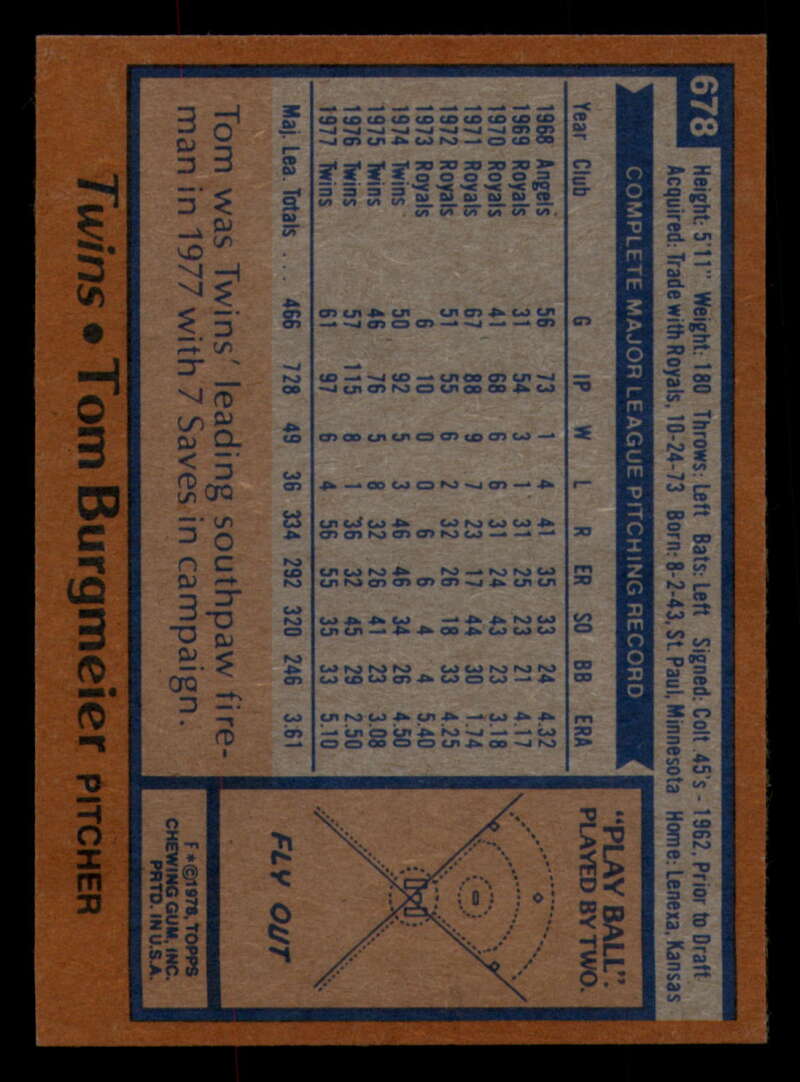 678
Height: 5'11" Weight: 180 Throws: Left Bats: Left Signed: Colt .45's - 1962, Prior to Draft
Acquired: Trade with Royals, 10-24-73 Born: 8-2-43, St. Paul, Minnesota Home: Lenexa, Kansas
COMPLETE MAJOR LEAGUE PITCHING RECORD
Year Club G IP W L R ER SO BB ERA
1968 Angels 56 73 1 4 41 35 33 24 4.32
1969 Royals 31 54 3 1 31 25 23 21 4.17
1970 Royals 41 68 6 6 31 24 43 23 3.18
1971 Royals 67 88 9 7 23 17 44 30 1.74
1972 Royals 51 55 6 2 32 26 18 33 4.25
1973 Royals 6 10 0 0 6 6 4 4 5.40
1974 Twins 50 92 5 3 46 46 34 26 4.50
1975 Twins 46 76 5 8 32 26 41 23 3.08
1976 Twins 57 115 8 1 36 32 45 29 2.50
1977 Twins 61 97 6 4 56 55 35 33 5.10
Maj. Lea. Totals ... 466 728 49 36 334 292 320 246 3.61
Tom was Twins' leading southpaw fire-
man in 1977 with 7 Saves in campaign.
"PLAY BALL":
PLAYED BY TWO.
FLY OUT
F*©1978, TOPPS
CHEWING GUM, INC.
PRTD. IN U.S.A.
Twins • Tom Burgmeier PITCHER